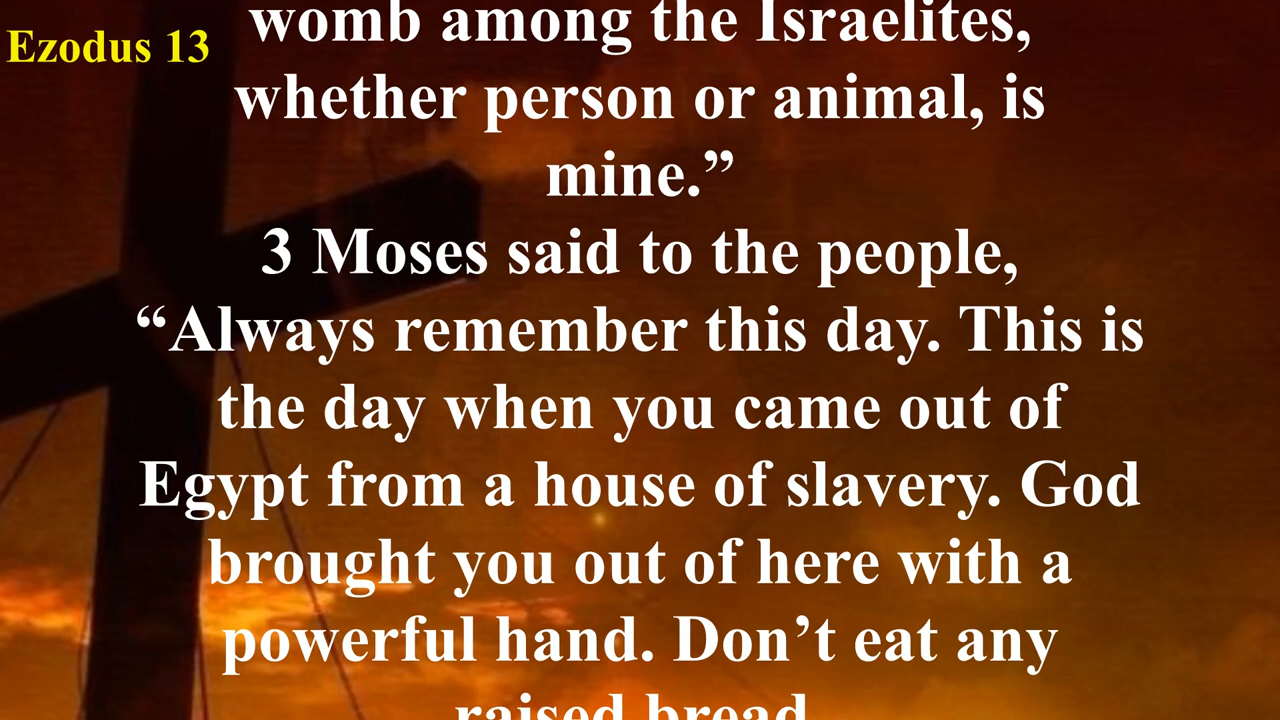 Ezodus 13
womb among the Israelites,
whether person or animal, is
mine.”
3 Moses said to the people,
“Always remember this day. This is
the day when you came out of
Egypt from a house of slavery. God
brought you out of here with a
powerful hand. Don’t eat any
raised bread.